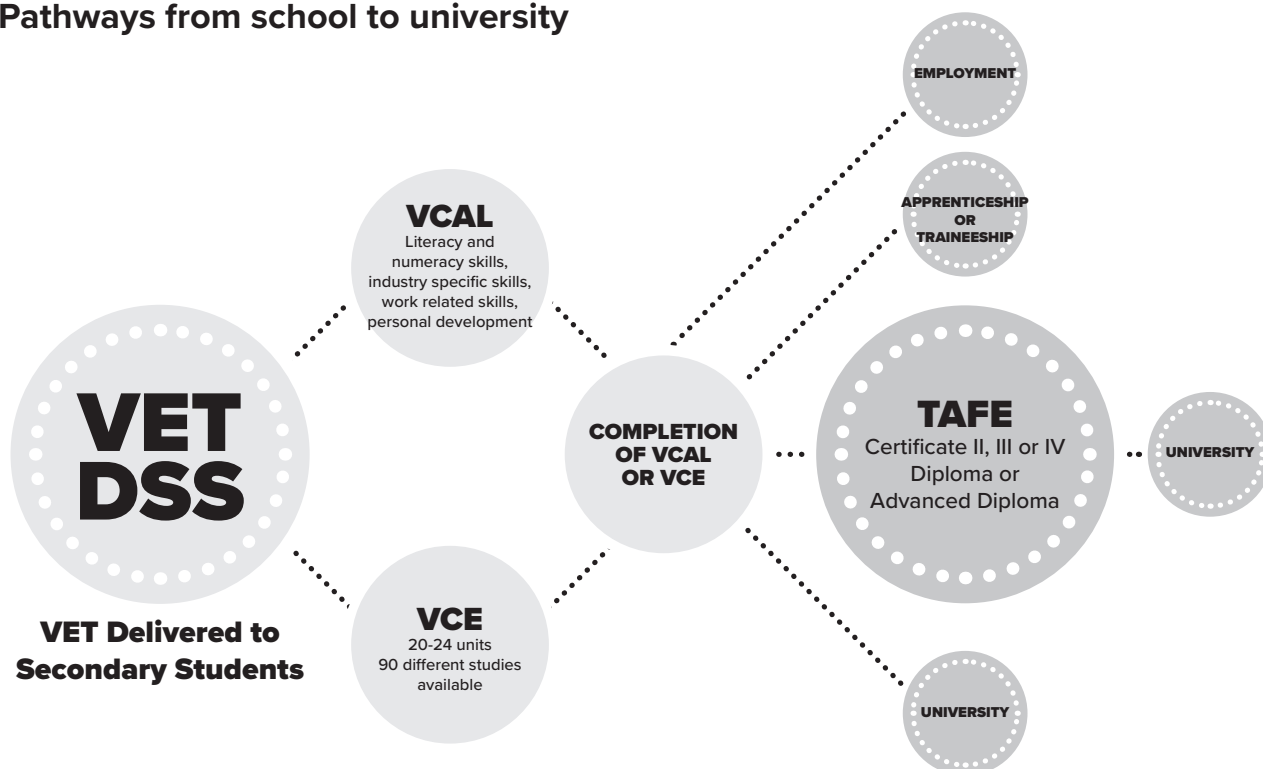 Pathways from school to university
EMPLOYMENT
APPRENTICESHIP
OR
TRAINEESHIP
VCAL
Literacy and
numeracy skills,
industry specific skills,
work related skills,
personal development
VET
DSS
VET Delivered to
Secondary Students
COMPLETION
OF VCAL
OR VCE
TAFE
Certificate II, III or IV
Diploma or
Advanced Diploma
UNIVERSITY
VCE
20-24 units
90 different studies
available
UNIVERSITY